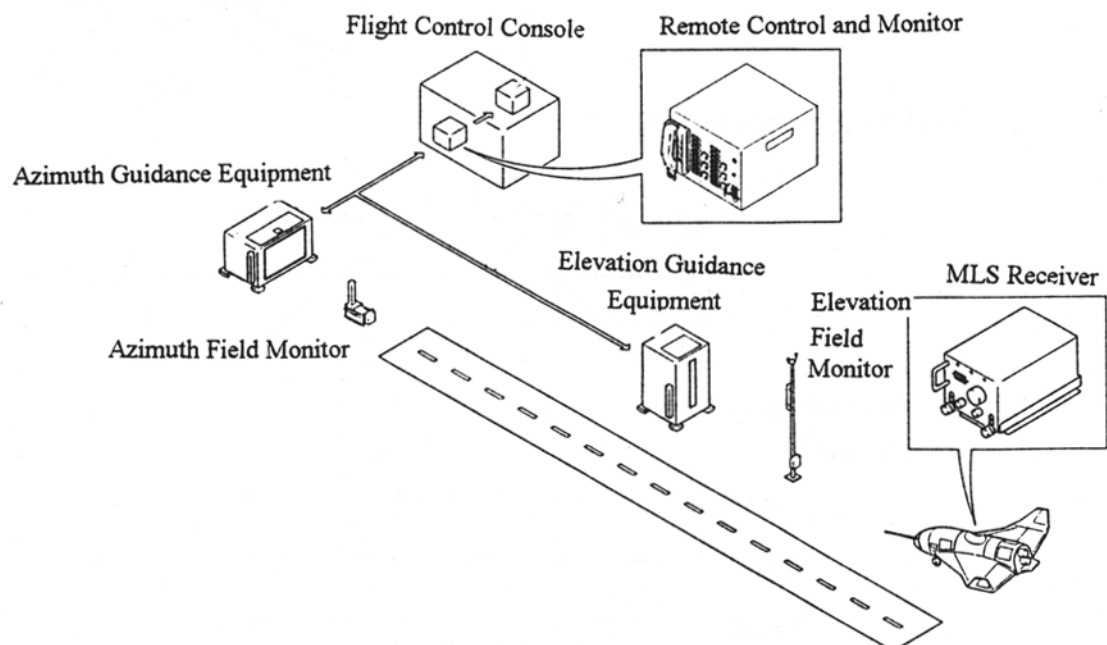 Flight Control Console
Remote Control and Monitor
Azimuth Guidance Equipment
Elevation Guidance
Equipment
MLS Receiver
Elevation
Field
Monitor
Azimuth Field Monitor